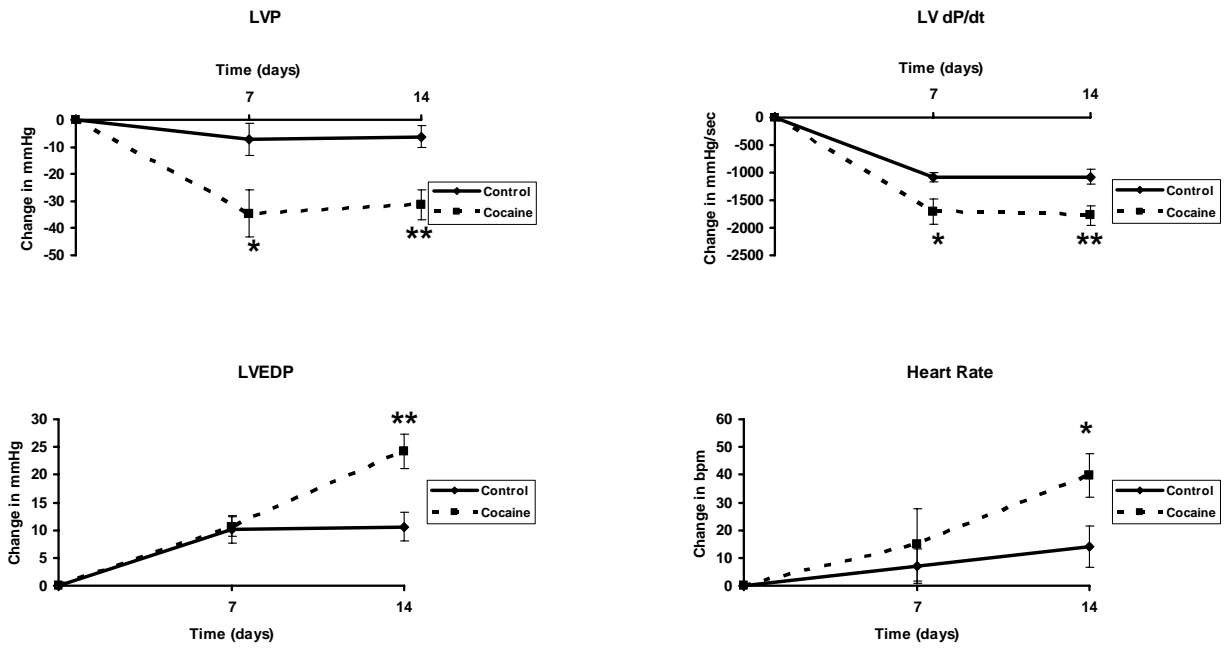 LVP
Time (days)
7 14
0
-10
-20
-30
-40
-50
Change in mmHg
Control
Cocaine
*
**
LV dP/dt
Time (days)
7 14
0
-500
-1000
-1500
-2000
-2500
Change in mmHg/sec
Control
Cocaine
*
**
LVEDP
30
25
20
15
10
5
0
Change in mmHg
**
Control
Cocaine
7 14
Time (days)
Heart Rate
60
50
40
30
20
10
0
Change in bpm
*
Control
Cocaine
7 14
Time (days)